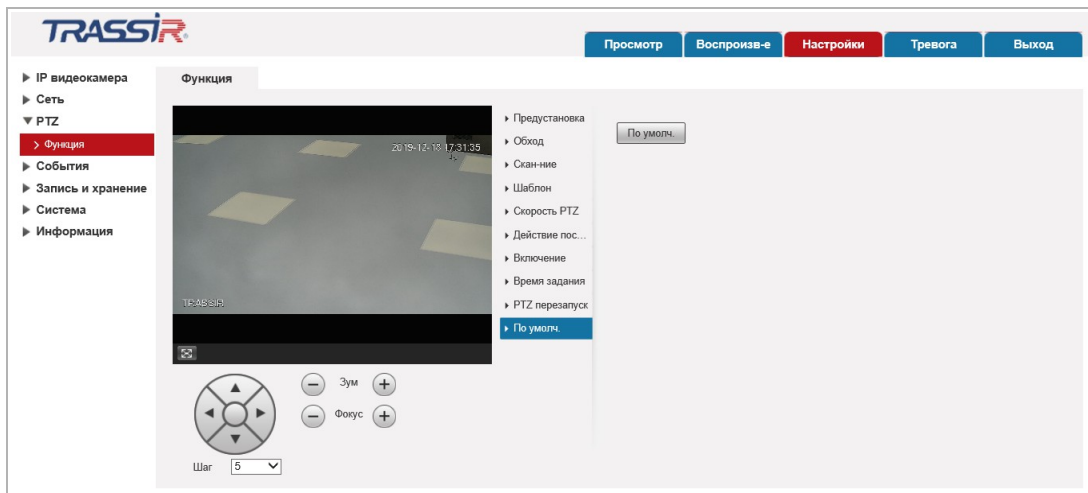 TRASSIR
Просмотр
Воспроизв-е
Настройки
Тревога
Выход
IP видеокамера
Сеть
PTZ
Функция
События
Запись и хранение
Система
Информация
Функция
2019-12-18 17:31:35
TRASSIR
Предустановка
Обход
Скан-ние
Шаблон
Скорость PTZ
Действие пос...
Включение
Время задания
PTZ перезапуск
По умолч.
По умолч.
Зум
Фокус
Шаг 5